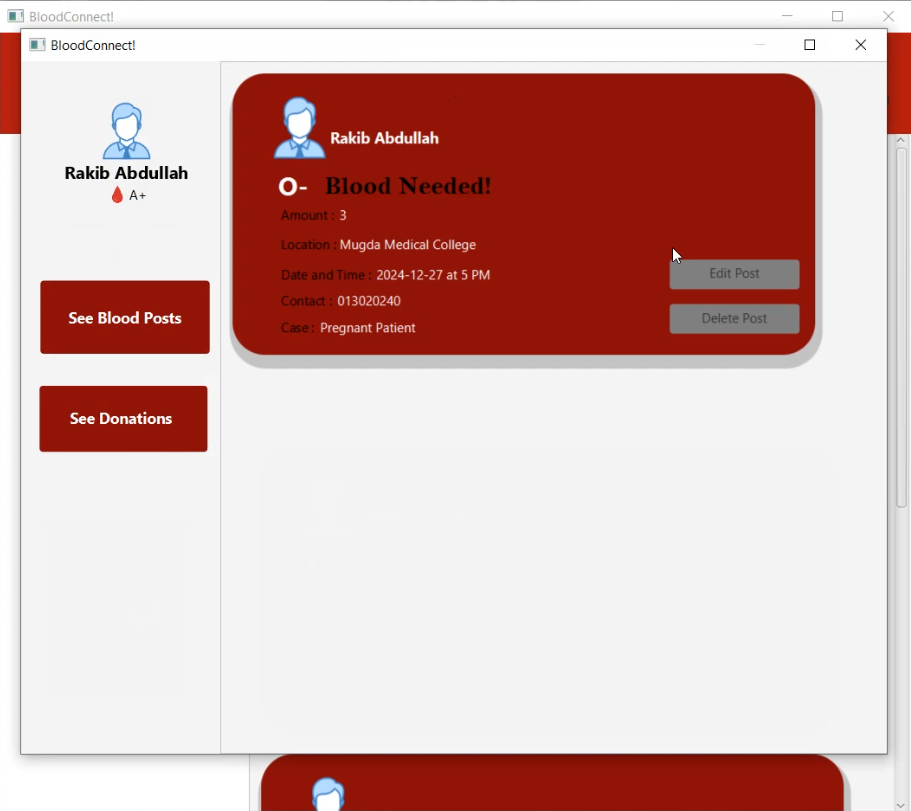 BloodConnect!
BloodConnect!
Rakib Abdullah
A+
See Blood Posts
See Donations
Rakib Abdullah
O- Blood Needed!
Amount : 3
Location : Mugda Medical College
Date and Time : 2024-12-27 at 5 PM
Contact : 013020240
Case : Pregnant Patient
Edit Post
Delete Post